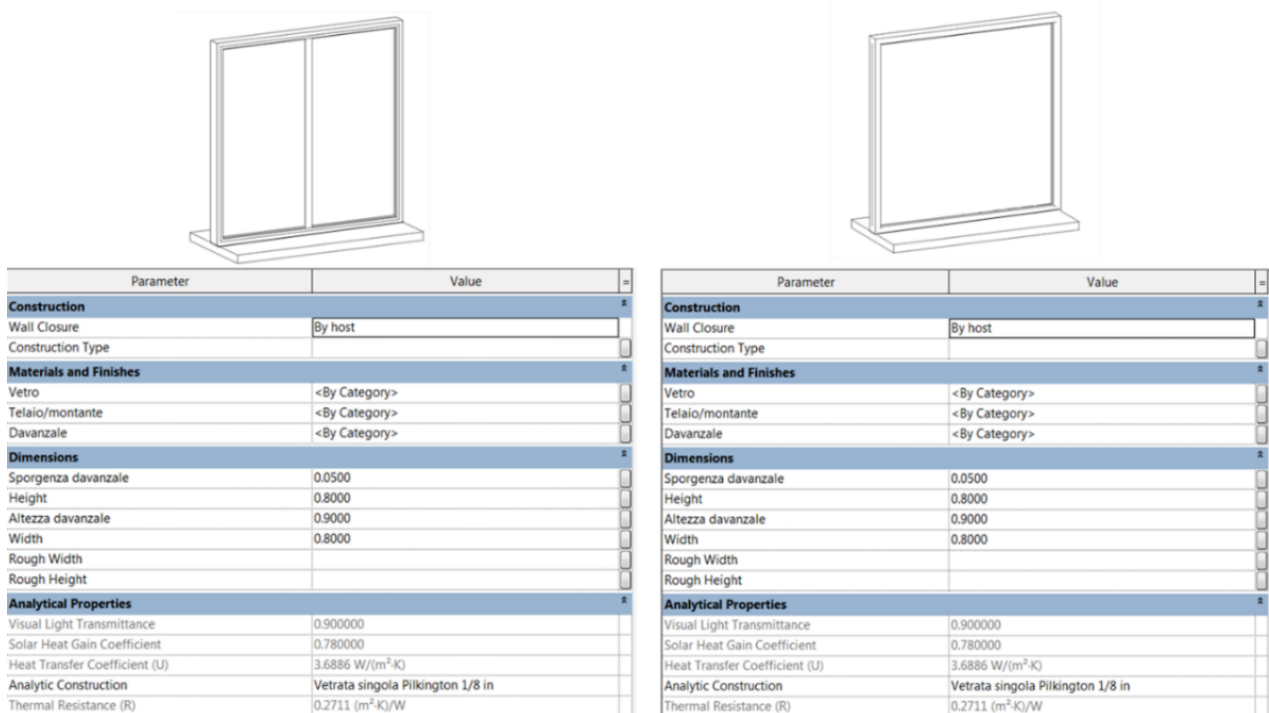 Parameter Value =
Construction
Wall Closure By host
Construction Type
Materials and Finishes
Vetro <By Category>
Telaio/montante <By Category>
Davanzale <By Category>
Dimensions
Sporgenza davanzale 0.0500
Height 0.8000
Altezza davanzale 0.9000
Width 0.8000
Rough Width
Rough Height
Analytical Properties
Visual Light Transmittance 0.900000
Solar Heat Gain Coefficient 0.780000
Heat Transfer Coefficient (U) 3.6886 W/(m²·K)
Analytic Construction Vetrata singola Pilkington 1/8 in
Thermal Resistance (R) 0.2711 (m²·K)/W
Parameter Value =
Construction
Wall Closure By host
Construction Type
Materials and Finishes
Vetro <By Category>
Telaio/montante <By Category>
Davanzale <By Category>
Dimensions
Sporgenza davanzale 0.0500
Height 0.8000
Altezza davanzale 0.9000
Width 0.8000
Rough Width
Rough Height
Analytical Properties
Visual Light Transmittance 0.900000
Solar Heat Gain Coefficient 0.780000
Heat Transfer Coefficient (U) 3.6886 W/(m²·K)
Analytic Construction Vetrata singola Pilkington 1/8 in
Thermal Resistance (R) 0.2711 (m²·K)/W